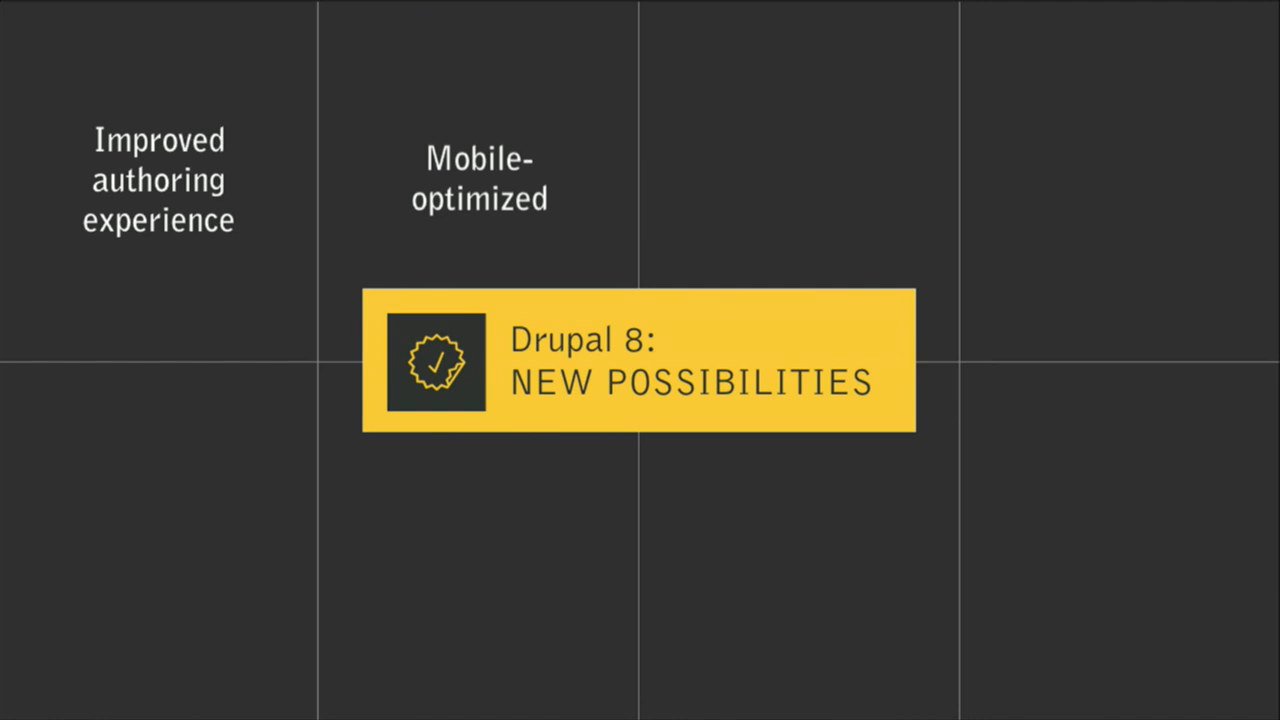 Improved
authoring
experience
Mobile-
optimized
Drupal 8:
NEW POSSIBILITIES